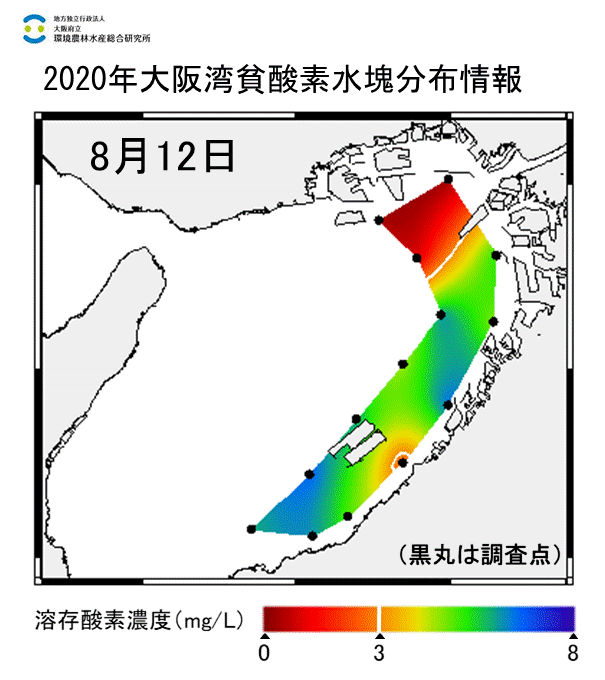 地方独立行政法人
大阪府立
環境農林水産総合研究所
2020年大阪湾貧酸素水塊分布情報
8月12日
(黒丸は調査点)
溶存酸素濃度(mg/L)
0 3 8